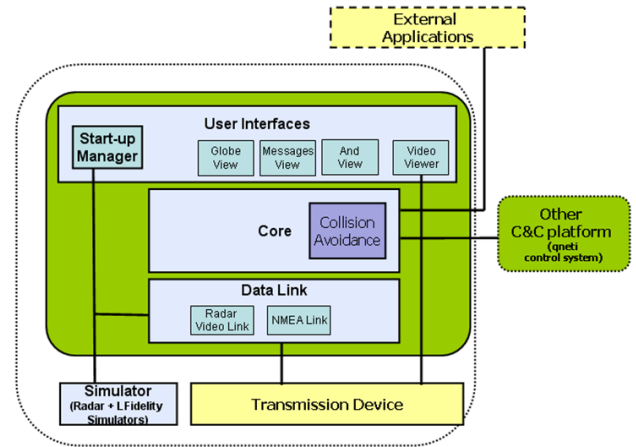 External
Applications
User Interfaces
Start-up
Manager
Globe
View
Messages
View
And
View
Video
Viewer
Core
Collision
Avoidance
Other
C&C platform
(qneti
control system)
Data Link
Radar
Video Link
NMEA Link
Simulator
(Radar + LFidelity
Simulators)
Transmission Device